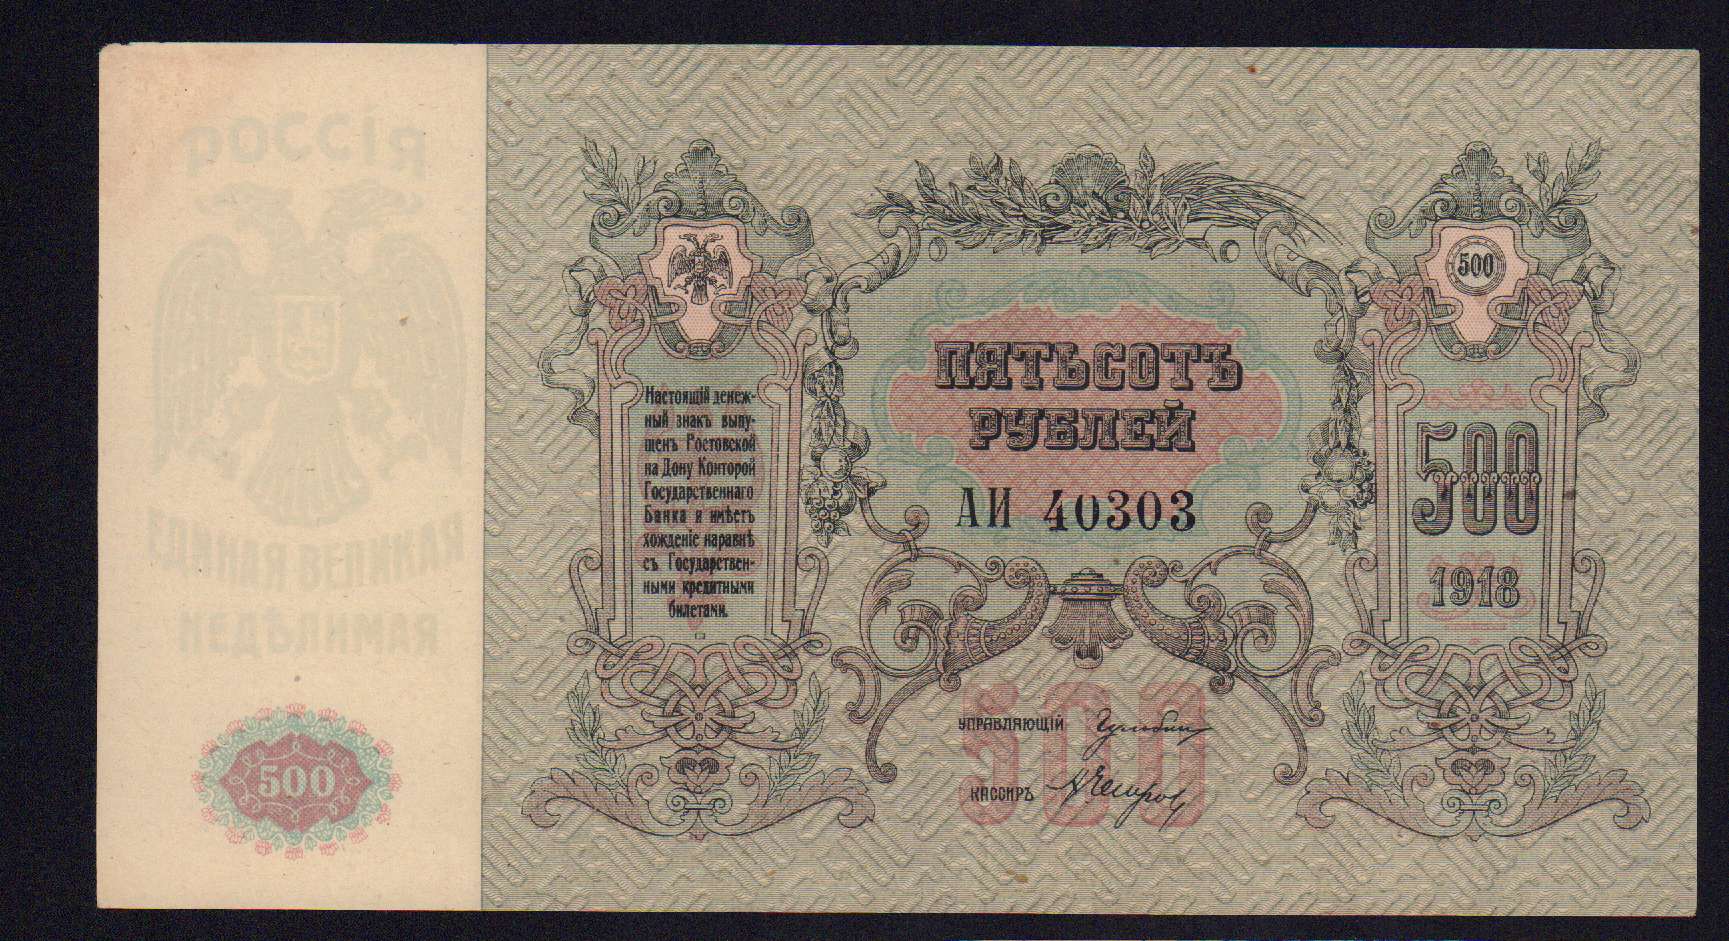 РОССІЯ
ЕДИНАЯ ВЕЛИКАЯ
НЕДѢЛИМАЯ
500
Настоящій денеж-
ный знакъ выпу-
щенъ Ростовской
на Дону Конторой
Государственнаго
Банка и имѣетъ
хожденіе наравнѣ
съ Государствен-
ными кредитными
билетами.
ПЯТЬСОТЪ
РУБЛЕЙ
АИ 40303
500
УПРАВЛЯЮЩІЙ
КАССИРЪ
500
500
1918